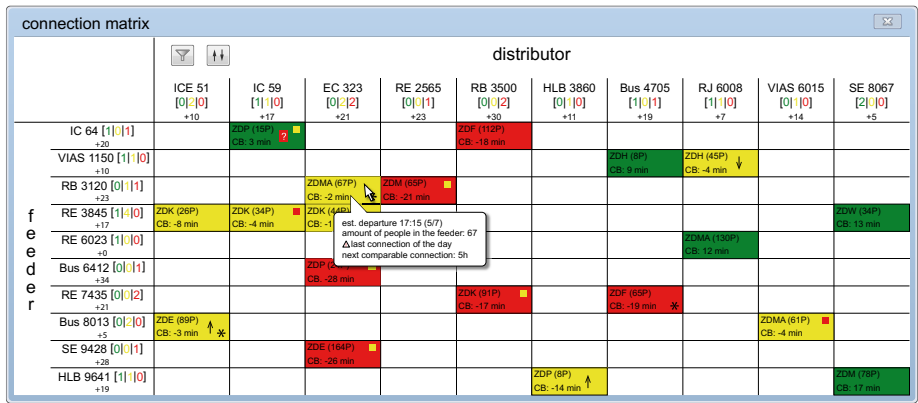 connection matrix
distributor
ICE 51 IC 59 EC 323 RE 2565 RB 3500 HLB 3860 Bus 4705 RJ 6008 VIAS 6015 SE 8067
[0|2|0] [1|1|0] [0|2|2] [0|0|1] [0|0|2] [0|1|0] [1|0|1] [1|1|0] [0|1|0] [2|0|0]
+10 +17 +21 +23 +30 +11 +19 +7 +14 +5
feeder
IC 64 [1|0|1] ZDP (15P) ZDF (112P)
+20 CB: 3 min ? CB: -18 min
VIAS 1150 [1|1|0] ZDH (8P) ZDH (45P)
+10 CB: 9 min CB: -4 min
RB 3120 [0|1|1] ZDMA (67P) ZDM (65P)
+23 CB: -2 min CB: -21 min
RE 3845 [1|4|0] ZDK (26P) ZDK (34P) ZDK ZDW (34P)
+17 CB: -8 min CB: -4 min CB: CB: 13 min
est. departure 17:15 (5/7)
amount of people in the feeder: 67
Δlast connection of the day
next comparable connection: 5h
RE 6023 [1|0|0] ZDMA (130P)
+0 CB: 12 min
Bus 6412 [0|0|1] ZDP
+34 CB: -28 min
RE 7435 [0|0|2] ZDK (91P) ZDF (65P)
+21 CB: -17 min CB: -19 min
Bus 8013 [0|2|0] ZDE (89P) ZDMA (61P)
+5 CB: -3 min CB: -4 min
SE 9428 [0|0|1] ZDE (164P)
+28 CB: -26 min
HLB 9641 [1|1|0] ZDP (8P) ZDM (78P)
+19 CB: -14 min CB: 17 min